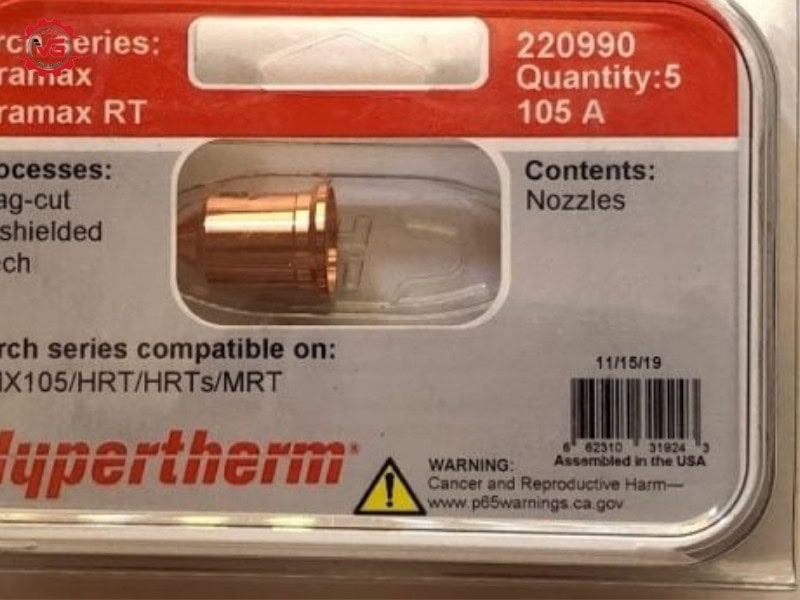 rch series:
ramax
ramax RT
220990
Quantity:5
105 A
ocesses:
ag-cut
shielded
ech
Contents:
Nozzles
rch series compatible on:
X105/HRT/HRTs/MRT
Hypertherm
11/15/19
6 62310 31924 3
Assembled in the USA
WARNING:
Cancer and Reproductive Harm—
www.p65warnings.ca.gov